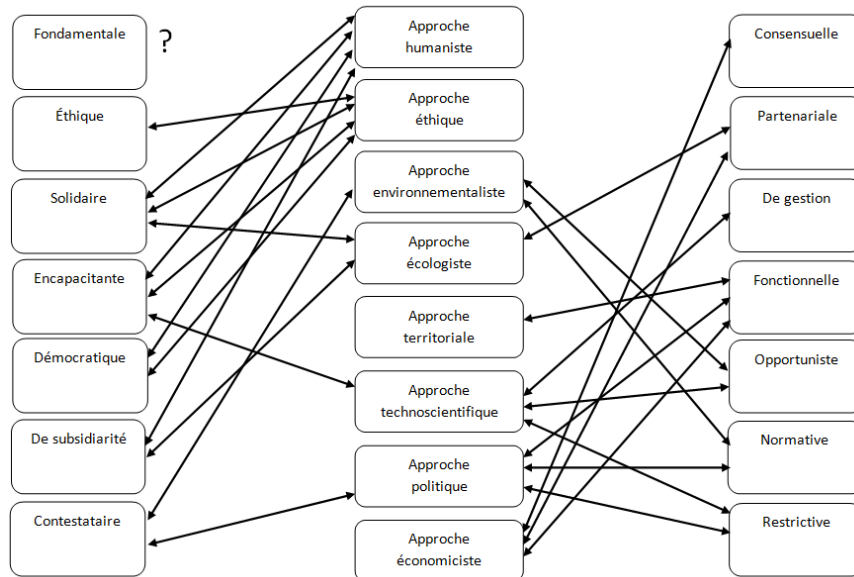 Fondamentale
?
Éthique
Solidaire
Encapacitante
Démocratique
De subsidiarité
Contestataire
Approche
humaniste
Approche
éthique
Approche
environnementaliste
Approche
écologiste
Approche
territoriale
Approche
technoscientifique
Approche
politique
Approche
économiciste
Consensuelle
Partenariale
De gestion
Fonctionnelle
Opportuniste
Normative
Restrictive